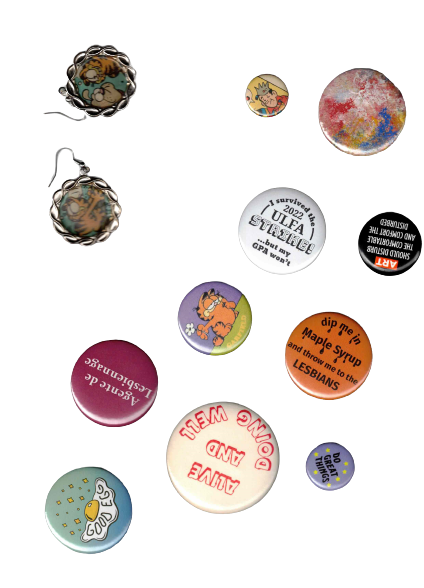 I survived the
2022
ULEA
STRIKE!
...but my
GPA won't
ART
SHOULD DISTURB
THE COMFORTABLE
AND COMFORT THE
DISTURBED
dip me in
Maple Syrup
and throw me to the
LESBIANS
Agente de
Lesbiennage
ALIVE
AND
DOING WELL
DO
GREAT
THINGS
GOOD EGG